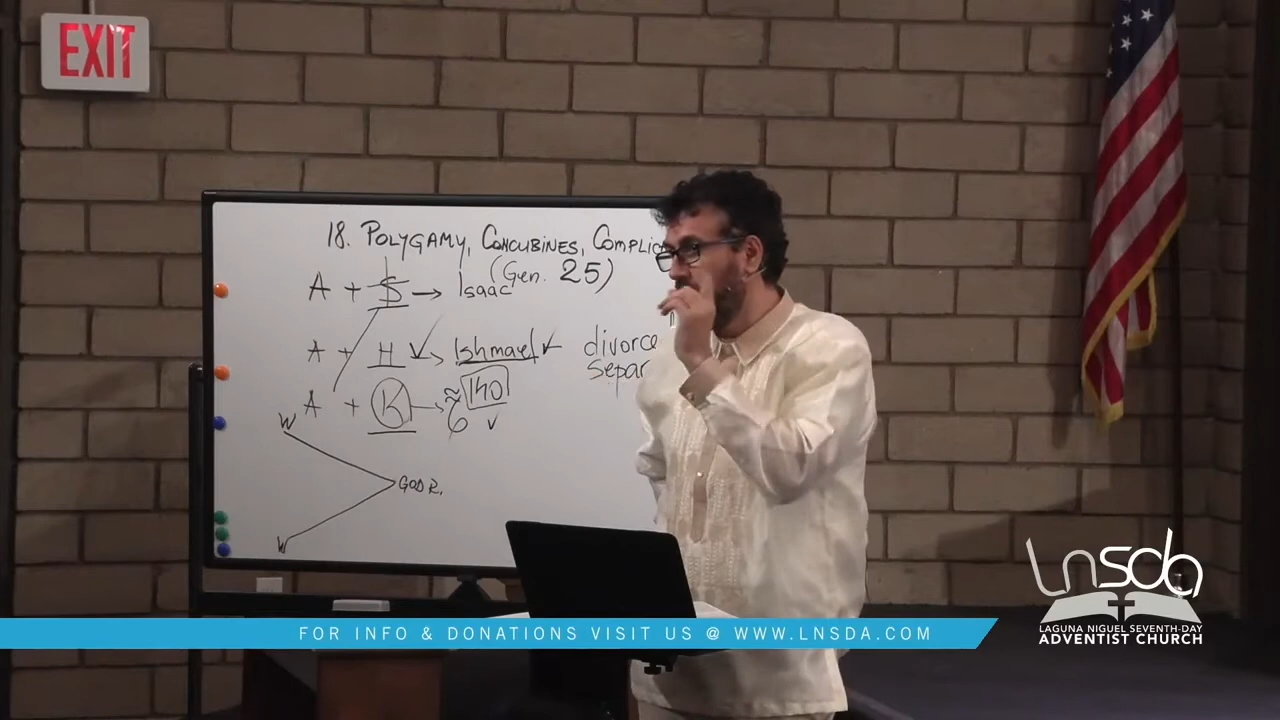 EXIT
18. POLYGAMY, CONCUBINES, COMPLIC
(Gen. 25)
A + S → Isaac
A + H ✓→ Ishmael ✓
divorce
separ
A + K → ≈ 6 140 ✓
W
GOD R.
W
lnsda
LAGUNA NIGUEL SEVENTH-DAY
ADVENTIST CHURCH
FOR INFO & DONATIONS VISIT US @ WWW.LNSDA.COM